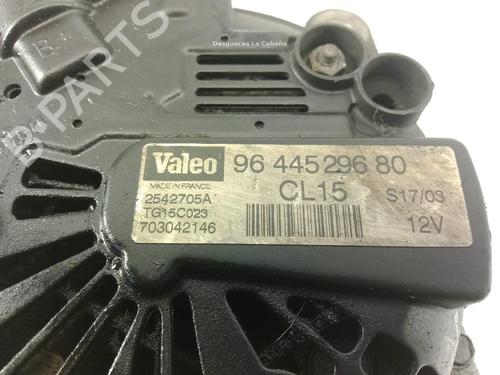 Desguaces La Cabaña
B+
B-PARTS
Valeo 96 445 296 80
MADE IN FRANCE CL15 S17/03
2542705A
TG15C023 12V
703042146